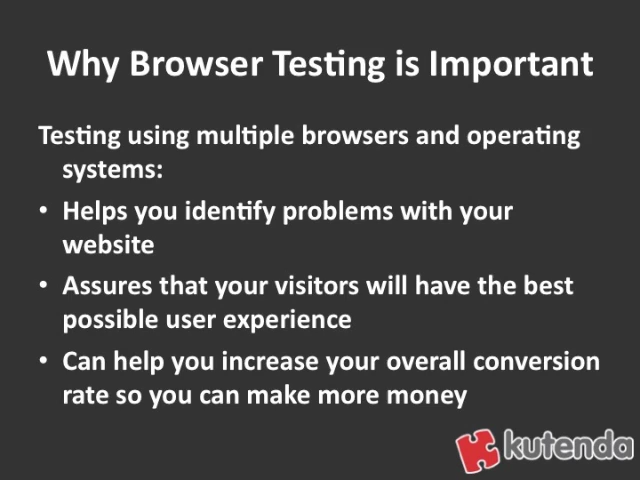 Why Browser Testing is Important
Testing using multiple browsers and operating
systems:
• Helps you identify problems with your
website
• Assures that your visitors will have the best
possible user experience
• Can help you increase your overall conversion
rate so you can make more money
kutenda